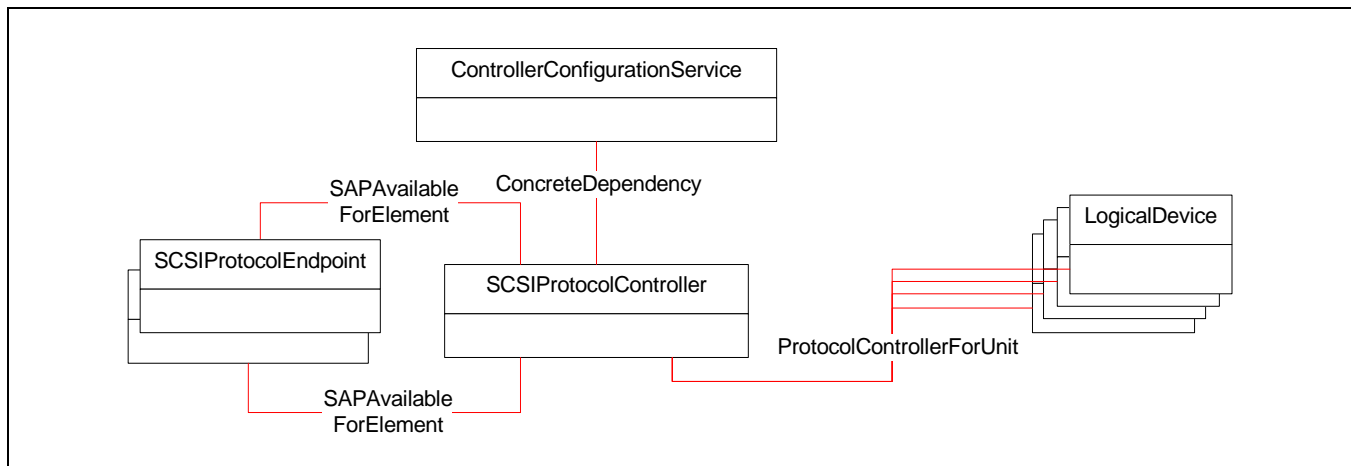 ControllerConfigurationService
ConcreteDependency
SAPAvailable
ForElement
LogicalDevice
SCSIProtocolEndpoint
SCSIProtocolController
ProtocolControllerForUnit
SAPAvailable
ForElement